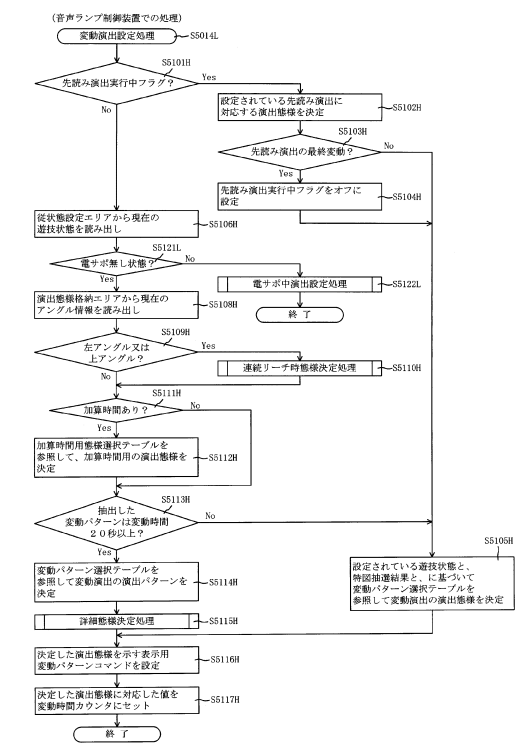 (音声ランプ制御装置での処理)
変動演出設定処理
S5014L
S5101H
先読み演出実行中フラグ?
Yes
No
設定されている先読み演出に
対応する演出態様を決定
S5102H
S5103H
先読み演出の最終変動?
No
Yes
先読み演出実行中フラグをオフに
設定
S5104H
従状態設定エリアから現在の
遊技状態を読み出し
S5106H
S5121L
電サポ無し状態?
No
Yes
電サポ中演出設定処理
S5122L
終了
演出態様格納エリアから現在の
アングル情報を読み出し
S5108H
S5109H
左アングル又は
上アングル?
Yes
No
連続リーチ時態様決定処理
S5110H
S5111H
加算時間あり?
No
Yes
加算時間用態様選択テーブルを
参照して、加算時間用の演出態様を
決定
S5112H
S5113H
抽出した
変動パターンは変動時間
20秒以上?
No
Yes
S5105H
設定されている遊技状態と、
特図抽選結果と、に基づいて
変動パターン選択テーブルを
参照して変動演出の演出態様を決定
変動パターン選択テーブルを
参照して変動演出の演出パターンを
決定
S5114H
詳細態様決定処理
S5115H
決定した演出態様を示す表示用
変動パターンコマンドを設定
S5116H
決定した演出態様に対応した値を
変動時間カウンタにセット
S5117H
終了